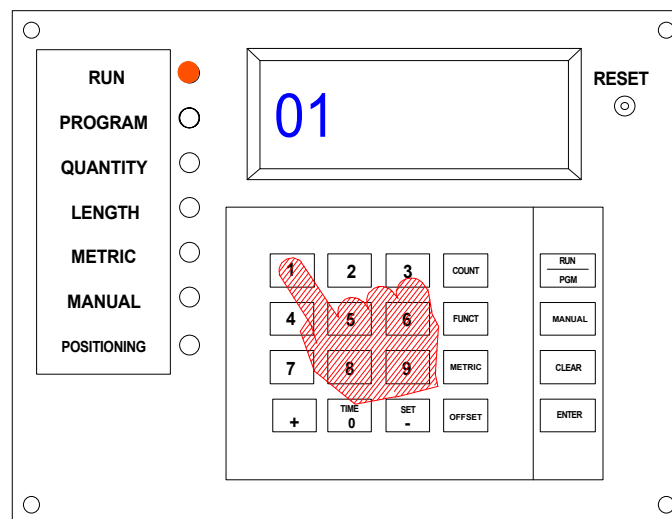 RUN
PROGRAM
QUANTITY
LENGTH
METRIC
MANUAL
POSITIONING
01
RESET
1 2 3 COUNT
4 5 6 FUNCT
7 8 9 METRIC
+ TIME 0 SET - OFFSET
RUN
PGM
MANUAL
CLEAR
ENTER